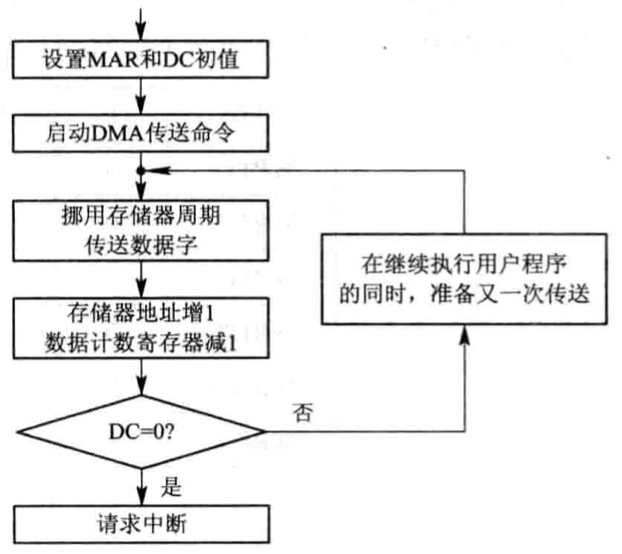 设置MAR和DC初值
启动DMA传送命令
挪用存储器周期
传送数据字
在继续执行用户程序
的同时，准备又一次传送
存储器地址增1
数据计数寄存器减1
DC=0?
否
是
请求中断